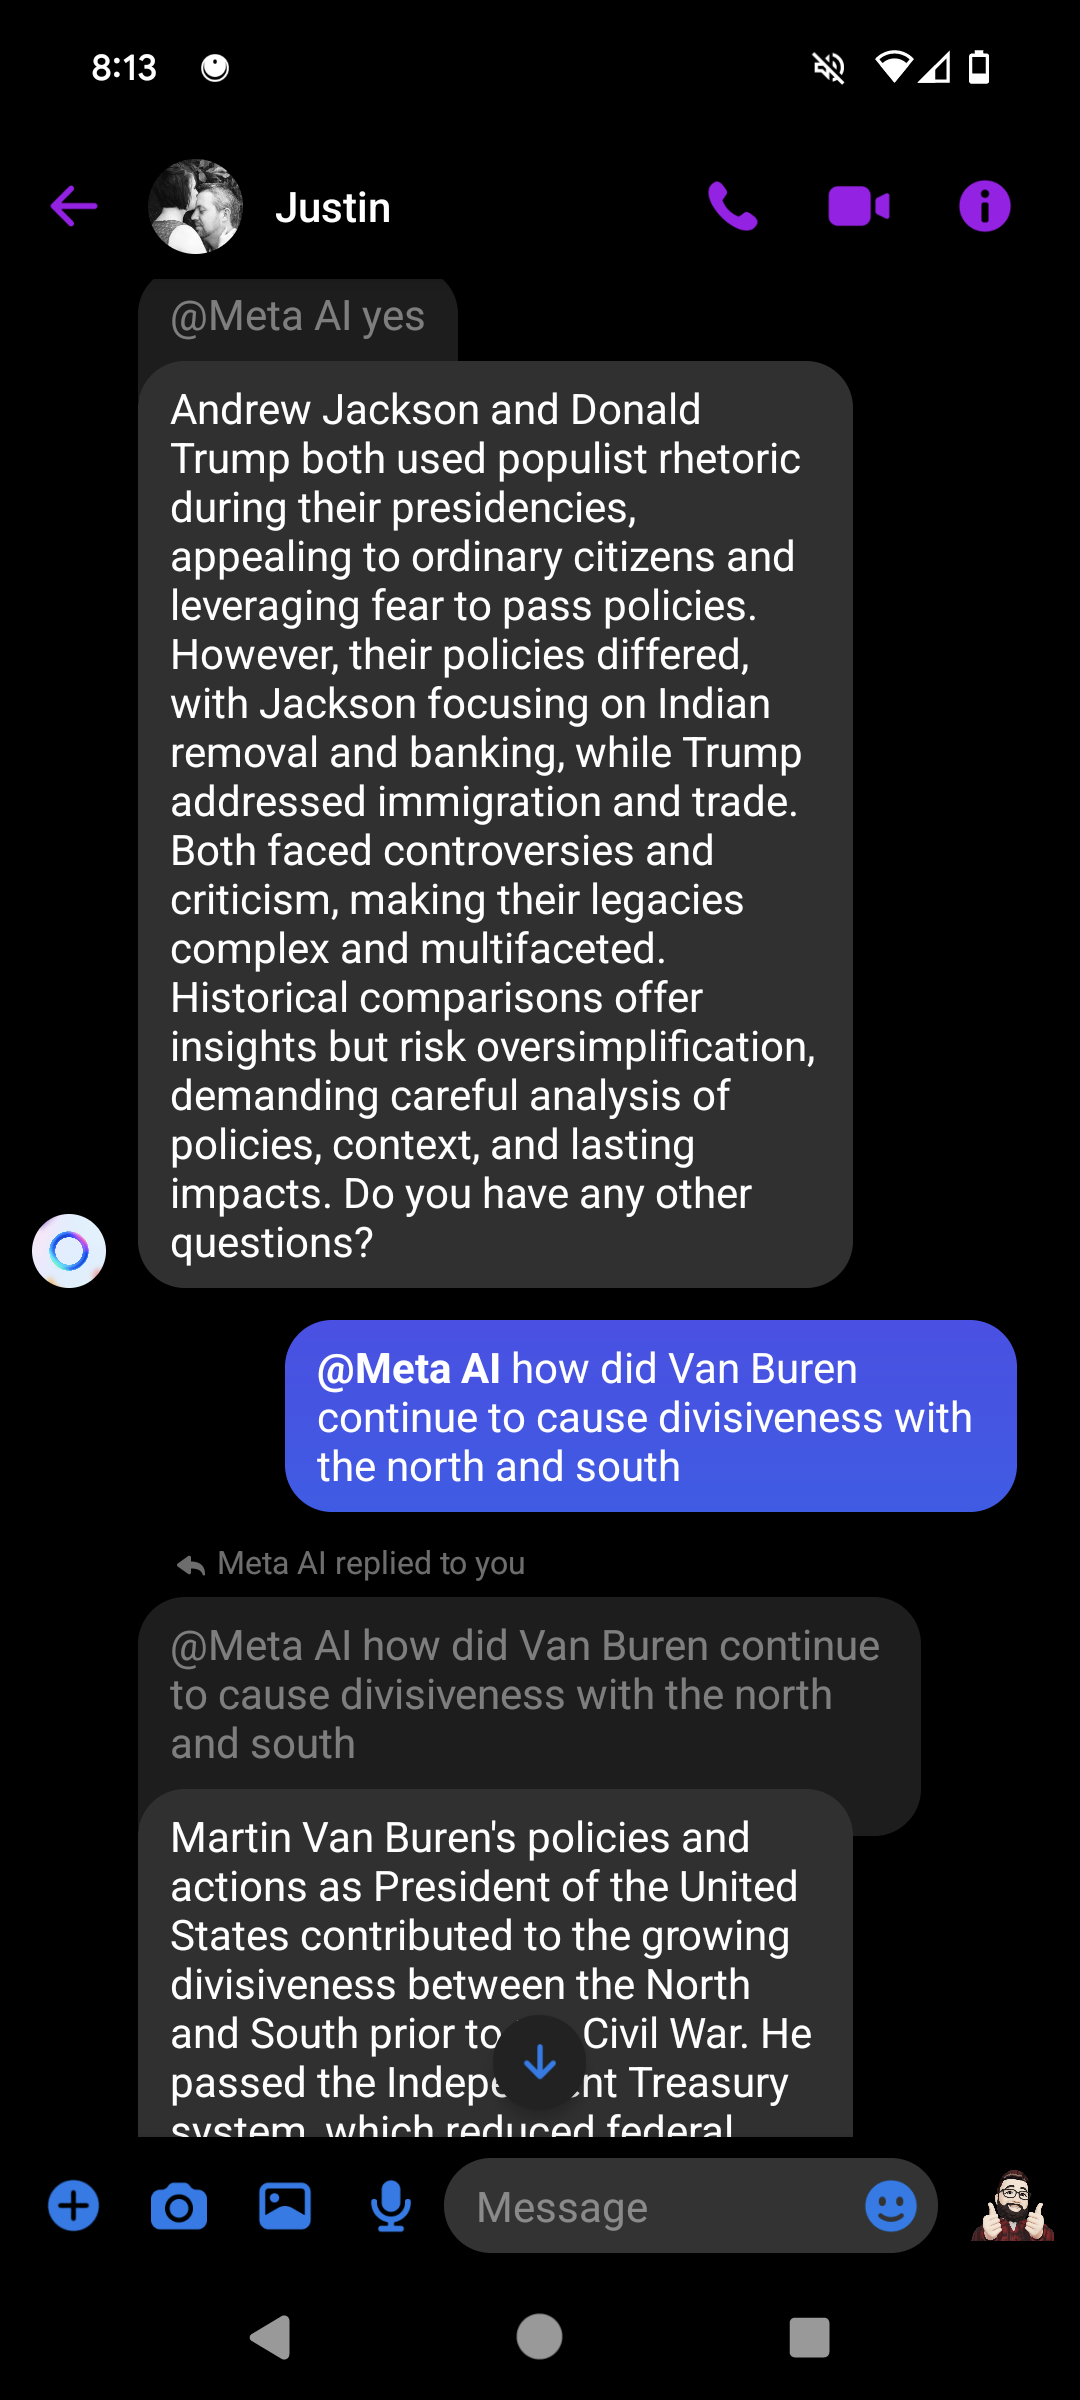 8:13
Justin
@Meta AI yes
Andrew Jackson and Donald
Trump both used populist rhetoric
during their presidencies,
appealing to ordinary citizens and
leveraging fear to pass policies.
However, their policies differed,
with Jackson focusing on Indian
removal and banking, while Trump
addressed immigration and trade.
Both faced controversies and
criticism, making their legacies
complex and multifaceted.
Historical comparisons offer
insights but risk oversimplification,
demanding careful analysis of
policies, context, and lasting
impacts. Do you have any other
questions?
@Meta AI how did Van Buren
continue to cause divisiveness with
the north and south
Meta AI replied to you
@Meta AI how did Van Buren continue
to cause divisiveness with the north
and south
Martin Van Buren's policies and
actions as President of the United
States contributed to the growing
divisiveness between the North
and South prior to Civil War. He
passed the Treasury
system, which reduced federal
Message